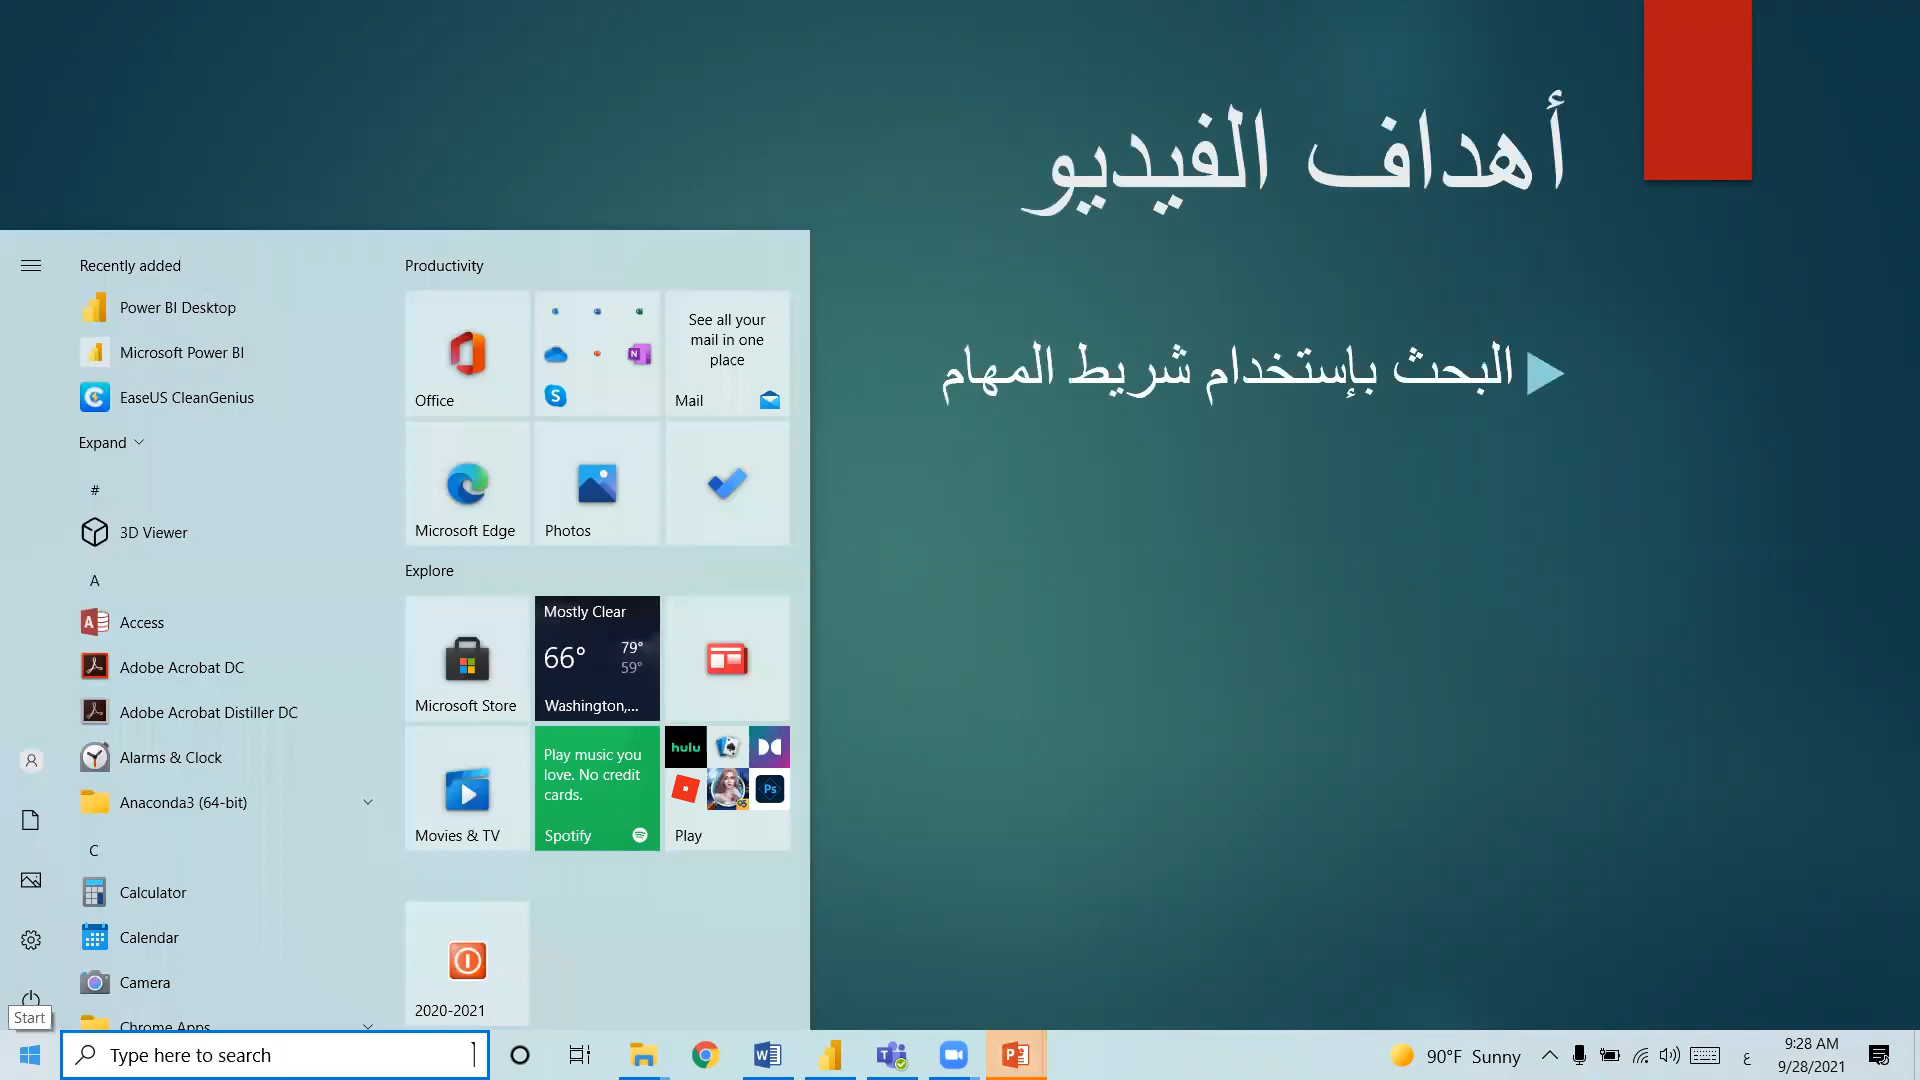 أهداف الفيديو
البحث بإستخدام شريط المهام
Recently added
Power BI Desktop
Microsoft Power BI
EaseUS CleanGenius
Expand
#
3D Viewer
A
Access
Adobe Acrobat DC
Adobe Acrobat Distiller DC
Alarms & Clock
Anaconda3 (64-bit)
C
Calculator
Calendar
Camera
Chrome Apps
Productivity
Office
See all your
mail in one
place
Mail
Microsoft Edge
Photos
Explore
Microsoft Store
Mostly Clear
66°
79°
59°
Washington,...
Movies & TV
Play music you
love. No credit
cards.
Spotify
hulu
Ps
Play
2020-2021
Start
Type here to search
90°F Sunny
ع
9:28 AM
9/28/2021